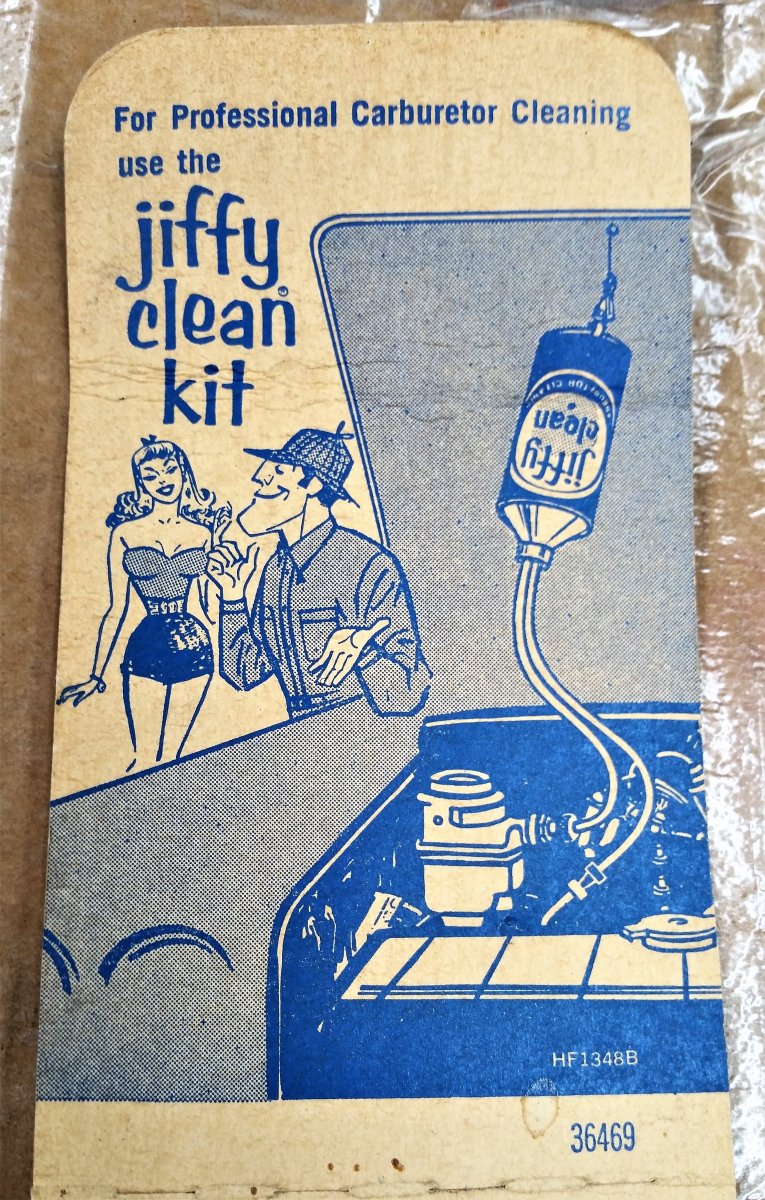 For Professional Carburetor Cleaning
use the
jiffy
clean®
kit
jiffy
clean
HF1348B
36469